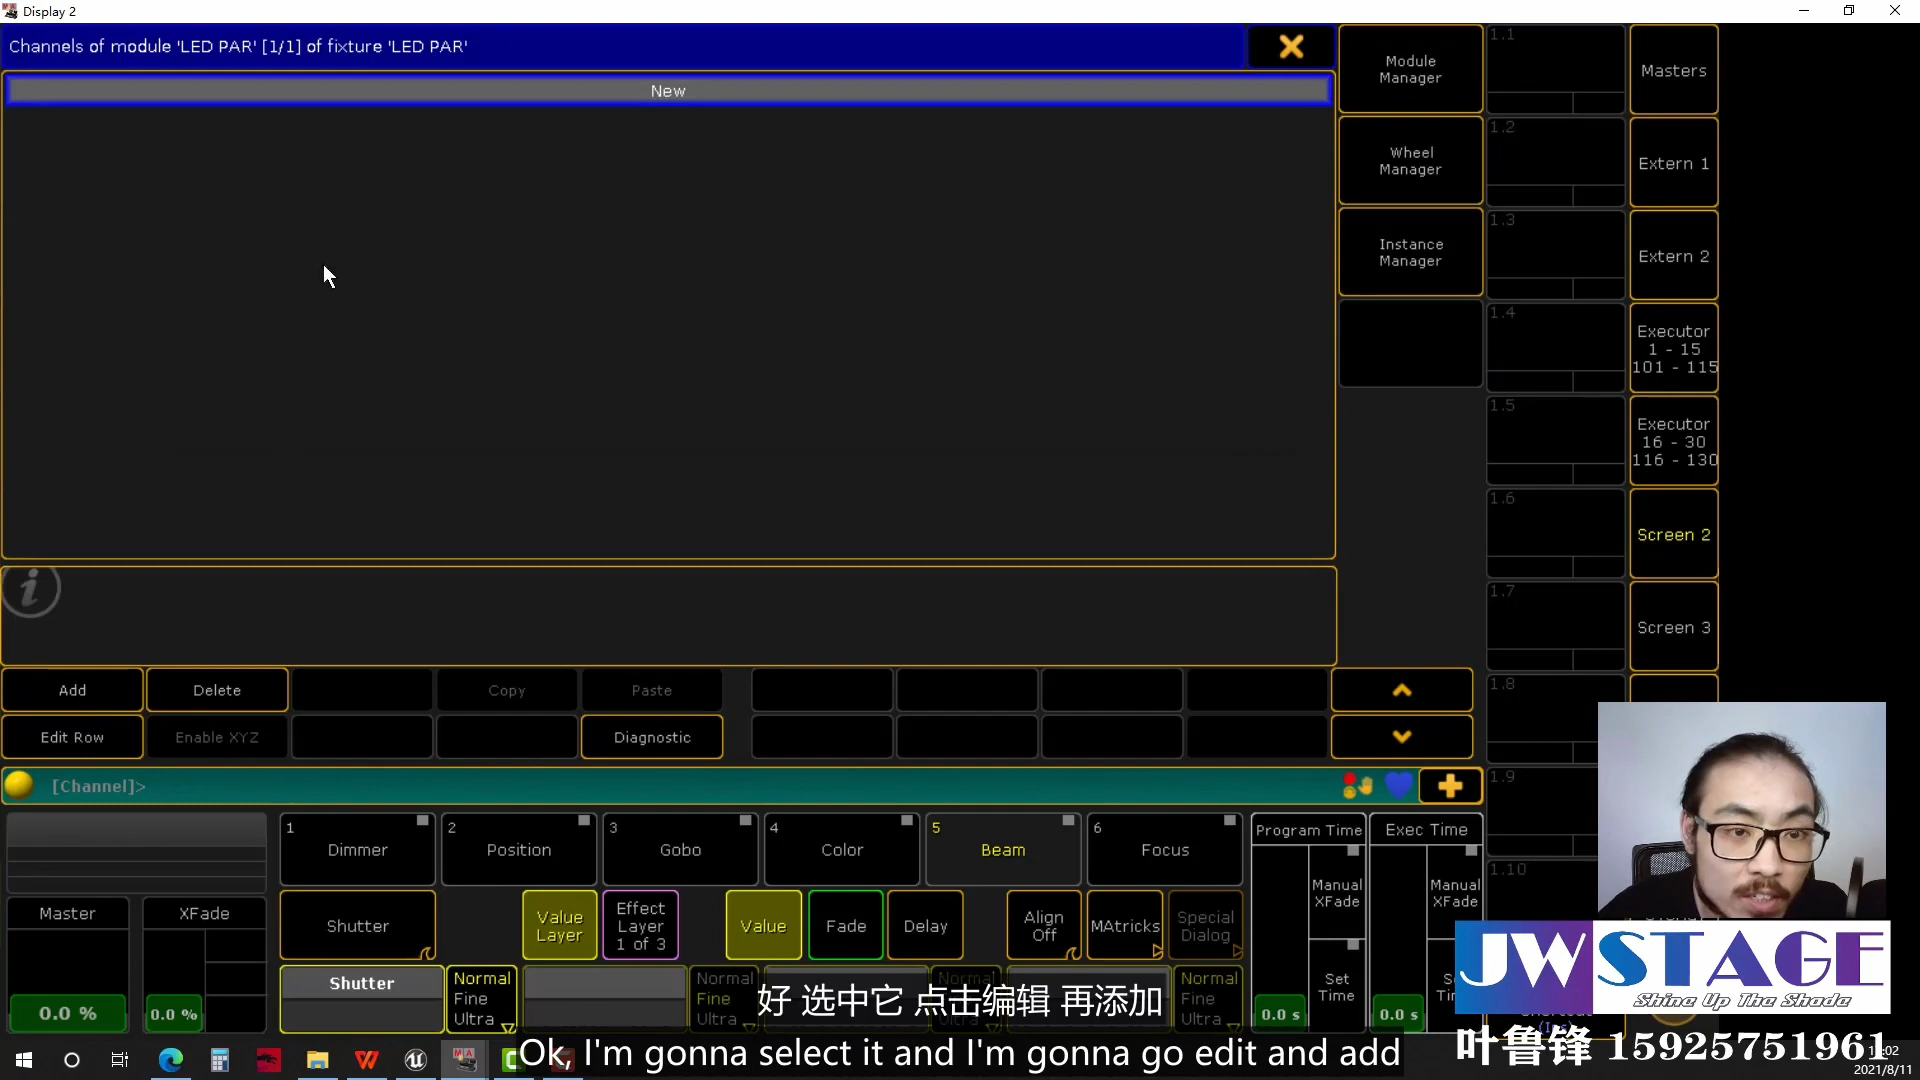 Display 2
Channels of module 'LED PAR' [1/1] of fixture 'LED PAR'
New
Module
Manager
Wheel
Manager
Instance
Manager
1.1
1.2
1.3
1.4
1.5
1.6
1.7
1.8
1.9
1.10
Masters
Extern 1
Extern 2
Executor
1 - 15
101 - 115
Executor
16 - 30
116 - 130
Screen 2
Screen 3
Add
Delete
Copy
Paste
Edit Row
Enable XYZ
Diagnostic
[Channel]>
1
Dimmer
2
Position
3
Gobo
4
Color
5
Beam
6
Focus
Program Time
Exec Time
Manual
XFade
Manual
XFade
Set
Time
0.0 s
0.0 s
Master
XFade
0.0 %
0.0 %
Shutter
Value
Layer
Effect
Layer
1 of 3
Value
Fade
Delay
Align
Off
MAtricks
Special
Dialog
Shutter
Normal
Fine
Ultra
Normal
Fine
Ultra
Normal
Fine
Ultra
好 选中它 点击编辑 再添加
Ok, I'm gonna select it and I'm gonna go edit and add
JWSTAGE
Shine Up The Shade
叶鲁锋 15925751961
2021/8/11